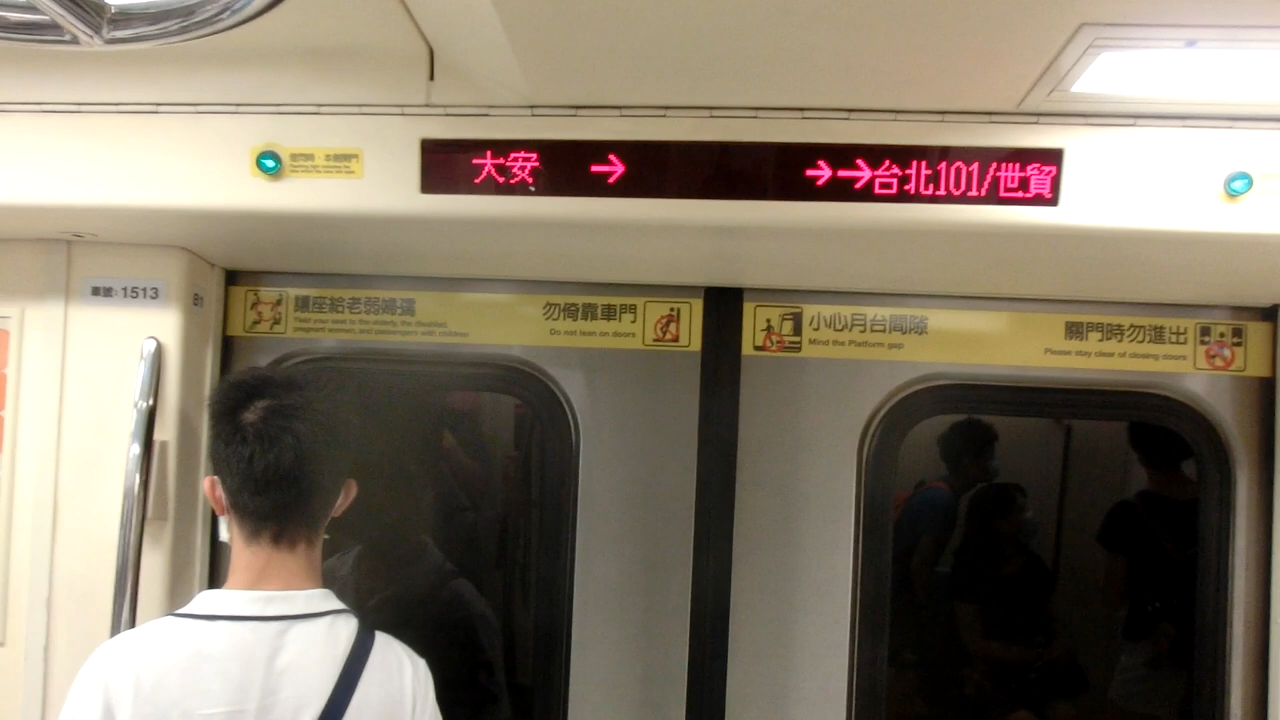 大安 → →→台北101/世貿
車號:1513
B1
讓座給老弱婦孺
Yield your seat to the elderly, the disabled,
pregnant women, and passengers with children
勿倚靠車門
Do not lean on doors
小心月台間隙
Mind the Platform gap
關門時勿進出
Please stay clear of closing doors